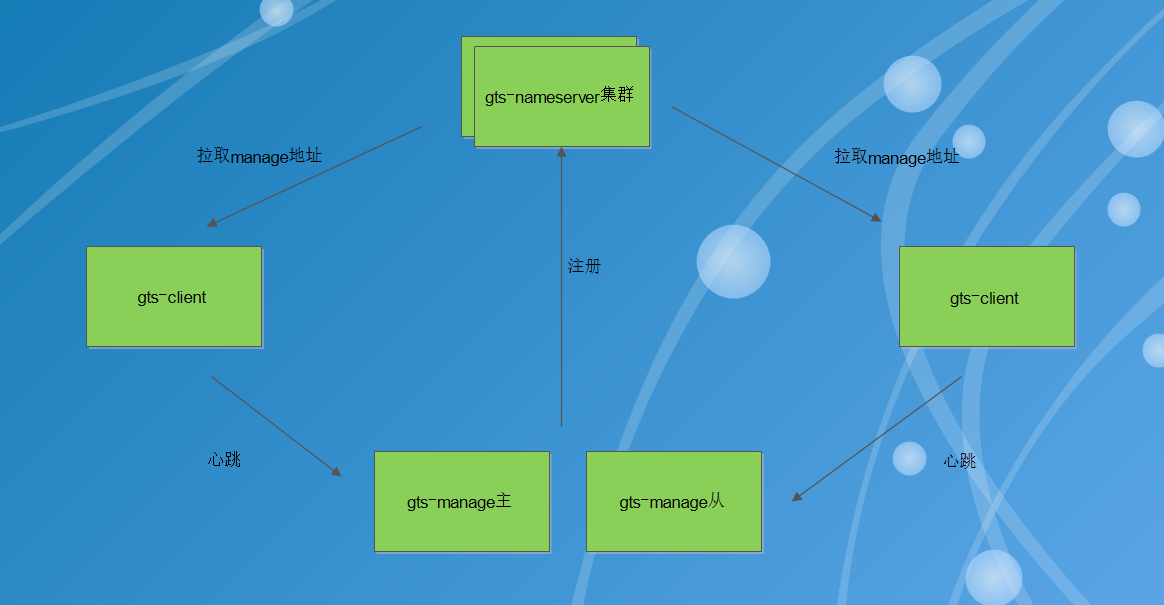 gts-nameserver集群
拉取manage地址
拉取manage地址
注册
gts-client
gts-client
心跳
心跳
gts-manage主
gts-manage从